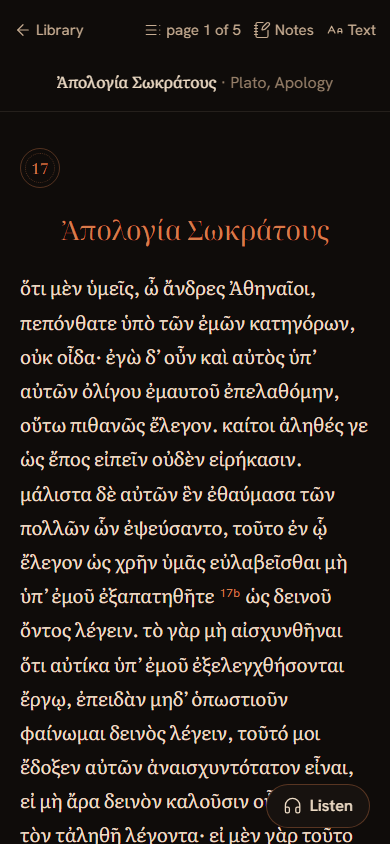 Library
page 1 of 5
Notes
Text
Ἀπολογία Σωκράτους · Plato, Apology
17
Ἀπολογία Σωκράτους
ὅτι μὲν ὑμεῖς, ὦ ἄνδρες Ἀθηναῖοι,
πεπόνθατε ὑπὸ τῶν ἐμῶν κατηγόρων,
οὐκ οἶδα· ἐγὼ δ’ οὖν καὶ αὐτὸς ὑπ’
αὐτῶν ὀλίγου ἐμαυτοῦ ἐπελαθόμην,
οὕτω πιθανῶς ἔλεγον. καίτοι ἀληθές γε
ὡς ἔπος εἰπεῖν οὐδὲν εἰρήκασιν.
μάλιστα δὲ αὐτῶν ἓν ἐθαύμασα τῶν
πολλῶν ὧν ἐψεύσαντο, τοῦτο ἐν ᾧ
ἔλεγον ὡς χρῆν ὑμᾶς εὐλαβεῖσθαι μὴ
ὑπ’ ἐμοῦ ἐξαπατηθῆτε 17b ὡς δεινοῦ
ὄντος λέγειν. τὸ γὰρ μὴ αἰσχυνθῆναι
ὅτι αὐτίκα ὑπ’ ἐμοῦ ἐξελεγχθήσονται
ἔργῳ, ἐπειδὰν μηδ’ ὁπωστιοῦν
φαίνωμαι δεινὸς λέγειν, τοῦτό μοι
ἔδοξεν αὐτῶν ἀναισχυντότατον εἶναι,
εἰ μὴ ἄρα δεινὸν καλοῦσιν
Listen
τὸν τἀληθῆ λέγοντα· εἰ μὲν γὰρ τοῦτο